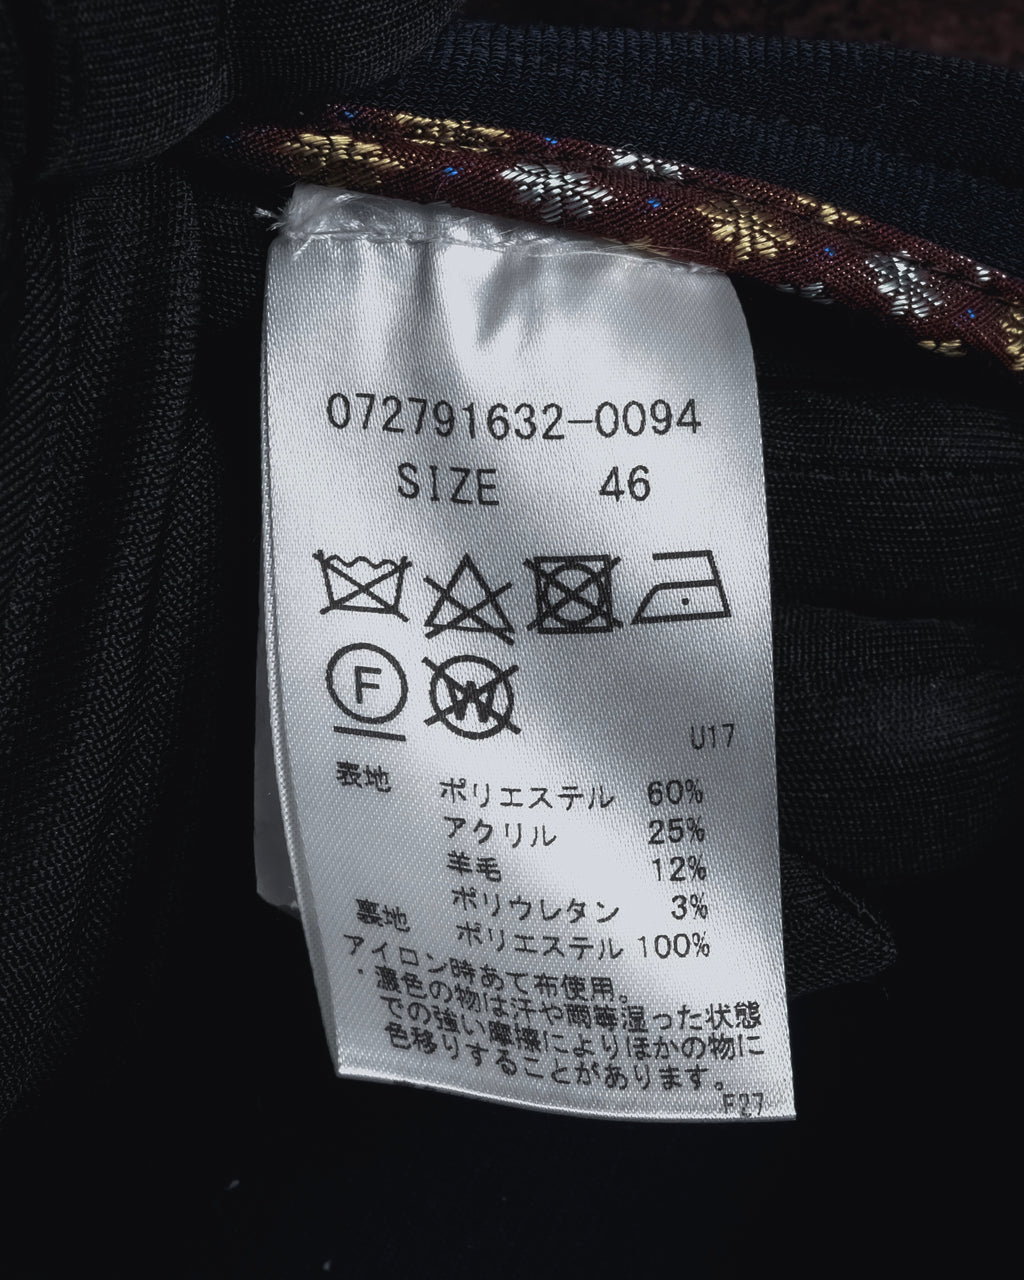 072791632-0094
SIZE 46
F W
U17
表地 ポリエステル 60%
アクリル 25%
羊毛 12%
ポリウレタン 3%
裏地 ポリエステル 100%
アイロン時あて布使用。
・濃色の物は汗や雨等湿った状態
での強い摩擦によりほかの物に
色移りすることがあります。
F27